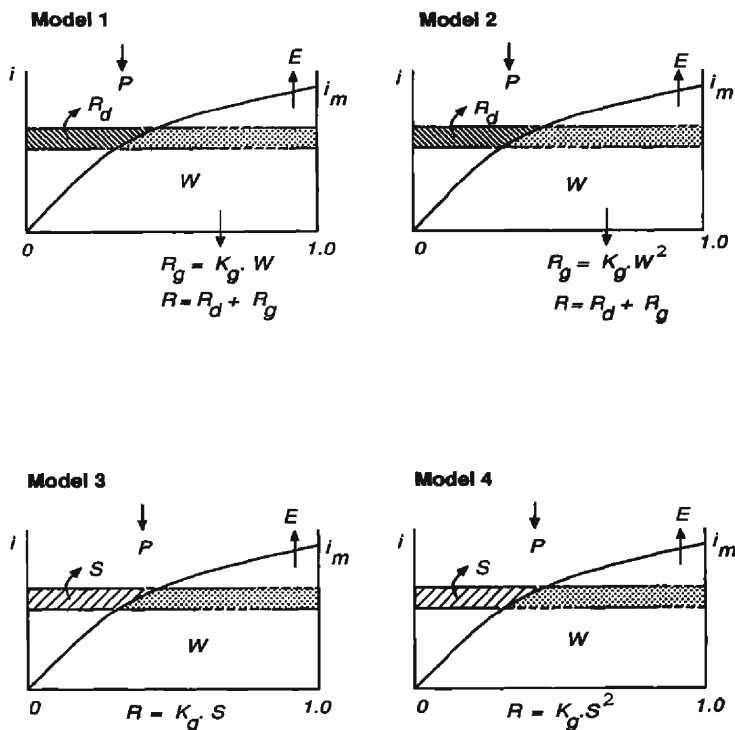 Model 1
P
E
i
i_m
R_d
W
0
1.0
R_g = K_g. W
R = R_d + R_g
Model 2
P
E
i
i_m
R_d
W
0
1.0
R_g = K_g. W^2
R = R_d + R_g
Model 3
P
E
i
i_m
S
W
0
1.0
R = K_g. S
Model 4
P
E
i
i_m
S
W
0
1.0
R = K_g. S^2